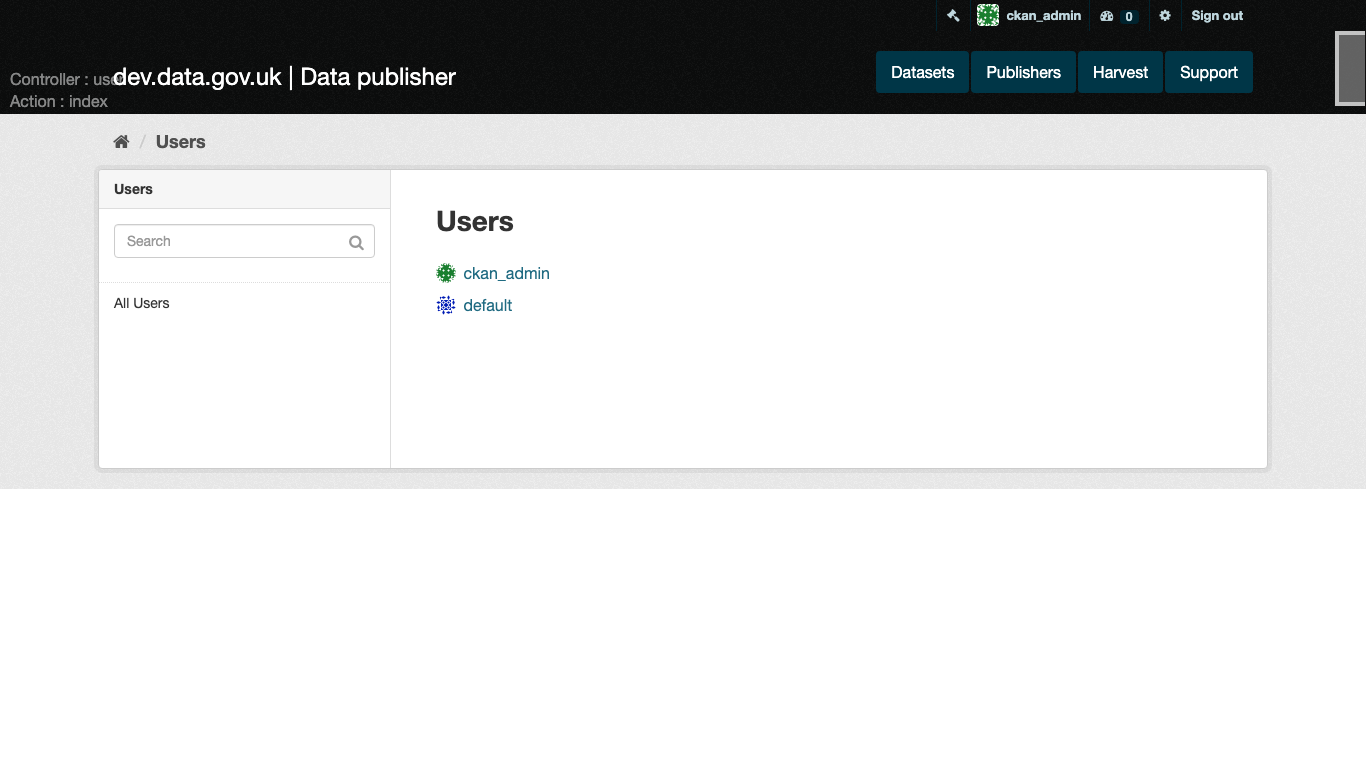 ckan_admin 0 Sign out
Controller : user
dev.data.gov.uk | Data publisher
Datasets Publishers Harvest Support
Action : index
/ Users
Users
Search
All Users
Users
ckan_admin
default